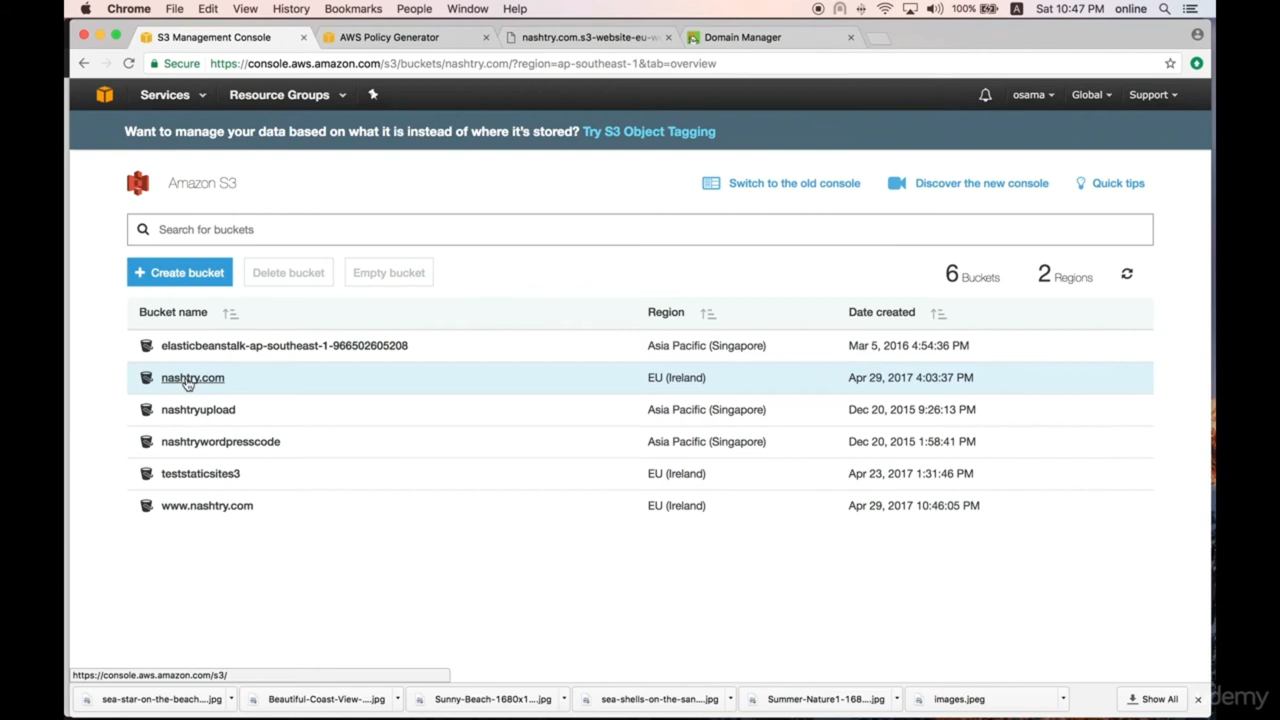 Chrome File Edit View History Bookmarks People Window Help 100% A Sat 10:47 PM online
S3 Management Console × AWS Policy Generator × nashtry.com.s3-website-eu-w × Domain Manager ×
Secure https://console.aws.amazon.com/s3/buckets/nashtry.com/?region=ap-southeast-1&tab=overview
Services Resource Groups osama Global Support
Want to manage your data based on what it is instead of where it's stored? Try S3 Object Tagging
Amazon S3 Switch to the old console Discover the new console Quick tips
Search for buckets
+ Create bucket Delete bucket Empty bucket 6 Buckets 2 Regions
Bucket name Region Date created
elasticbeanstalk-ap-southeast-1-966502605208 Asia Pacific (Singapore) Mar 5, 2016 4:54:36 PM
nashtry.com EU (Ireland) Apr 29, 2017 4:03:37 PM
nashtryupload Asia Pacific (Singapore) Dec 20, 2015 9:26:13 PM
nashtrywordpresscode Asia Pacific (Singapore) Dec 20, 2015 1:58:41 PM
teststaticsites3 EU (Ireland) Apr 23, 2017 1:31:46 PM
www.nashtry.com EU (Ireland) Apr 29, 2017 10:46:05 PM
https://console.aws.amazon.com/s3/
sea-star-on-the-beach....jpg Beautiful-Coast-View-....jpg Sunny-Beach-1680x1....jpg sea-shells-on-the-san....jpg Summer-Nature1-168....jpg images.jpeg Show All ×
demy